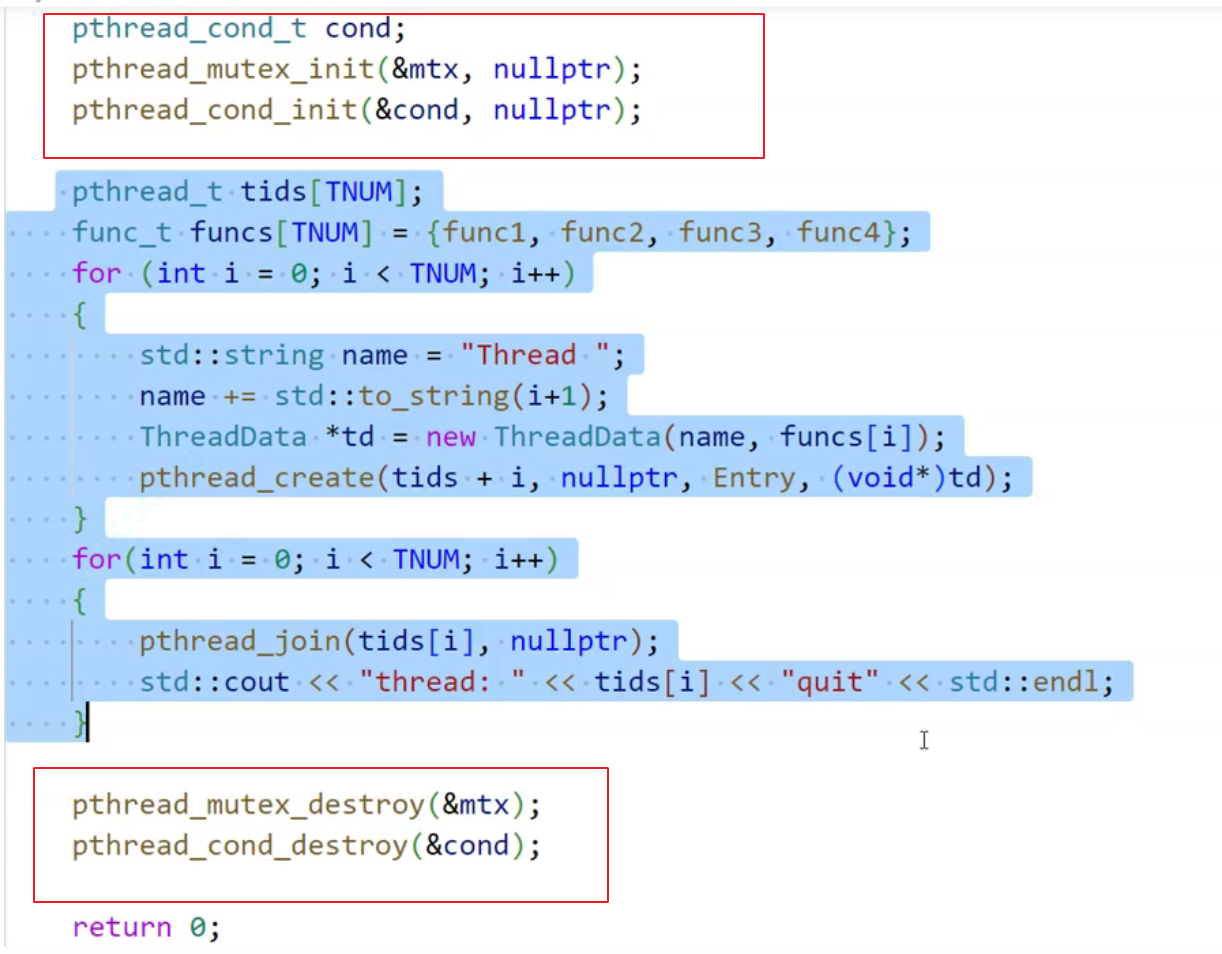 pthread_cond_t cond;
pthread_mutex_init(&mtx, nullptr);
pthread_cond_init(&cond, nullptr);
pthread_t tids[TNUM];
func_t funcs[TNUM] = {func1, func2, func3, func4};
for (int i = 0; i < TNUM; i++)
{
std::string name = "Thread ";
name += std::to_string(i+1);
ThreadData *td = new ThreadData(name, funcs[i]);
pthread_create(tids + i, nullptr, Entry, (void*)td);
}
for(int i = 0; i < TNUM; i++)
{
pthread_join(tids[i], nullptr);
std::cout << "thread: " << tids[i] << "quit" << std::endl;
}
pthread_mutex_destroy(&mtx);
pthread_cond_destroy(&cond);
return 0;